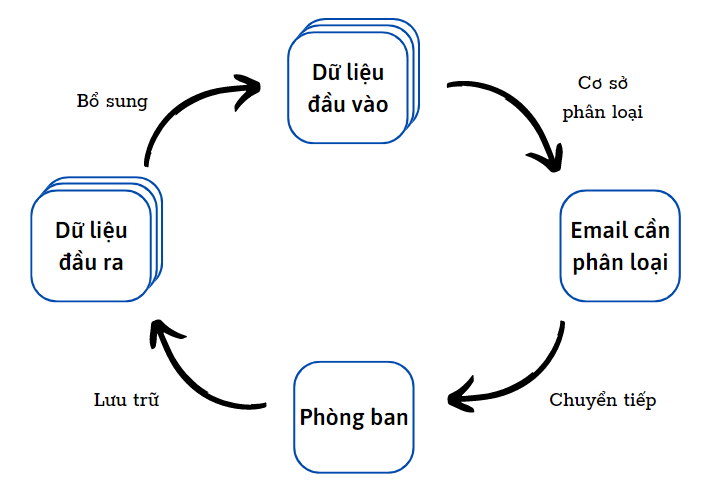 Dữ liệu
đầu vào
Cơ sở
phân loại
Bổ sung
Dữ liệu
đầu ra
Email cần
phân loại
Lưu trữ
Phòng ban
Chuyển tiếp